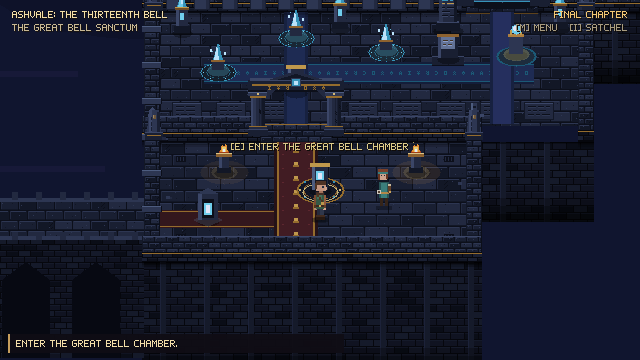 ASHVALE: THE THIRTEENTH BELL
THE GREAT BELL SANCTUM
FINAL CHAPTER
[M] MENU [I] SATCHEL
[E] ENTER THE GREAT BELL CHAMBER
ENTER THE GREAT BELL CHAMBER.